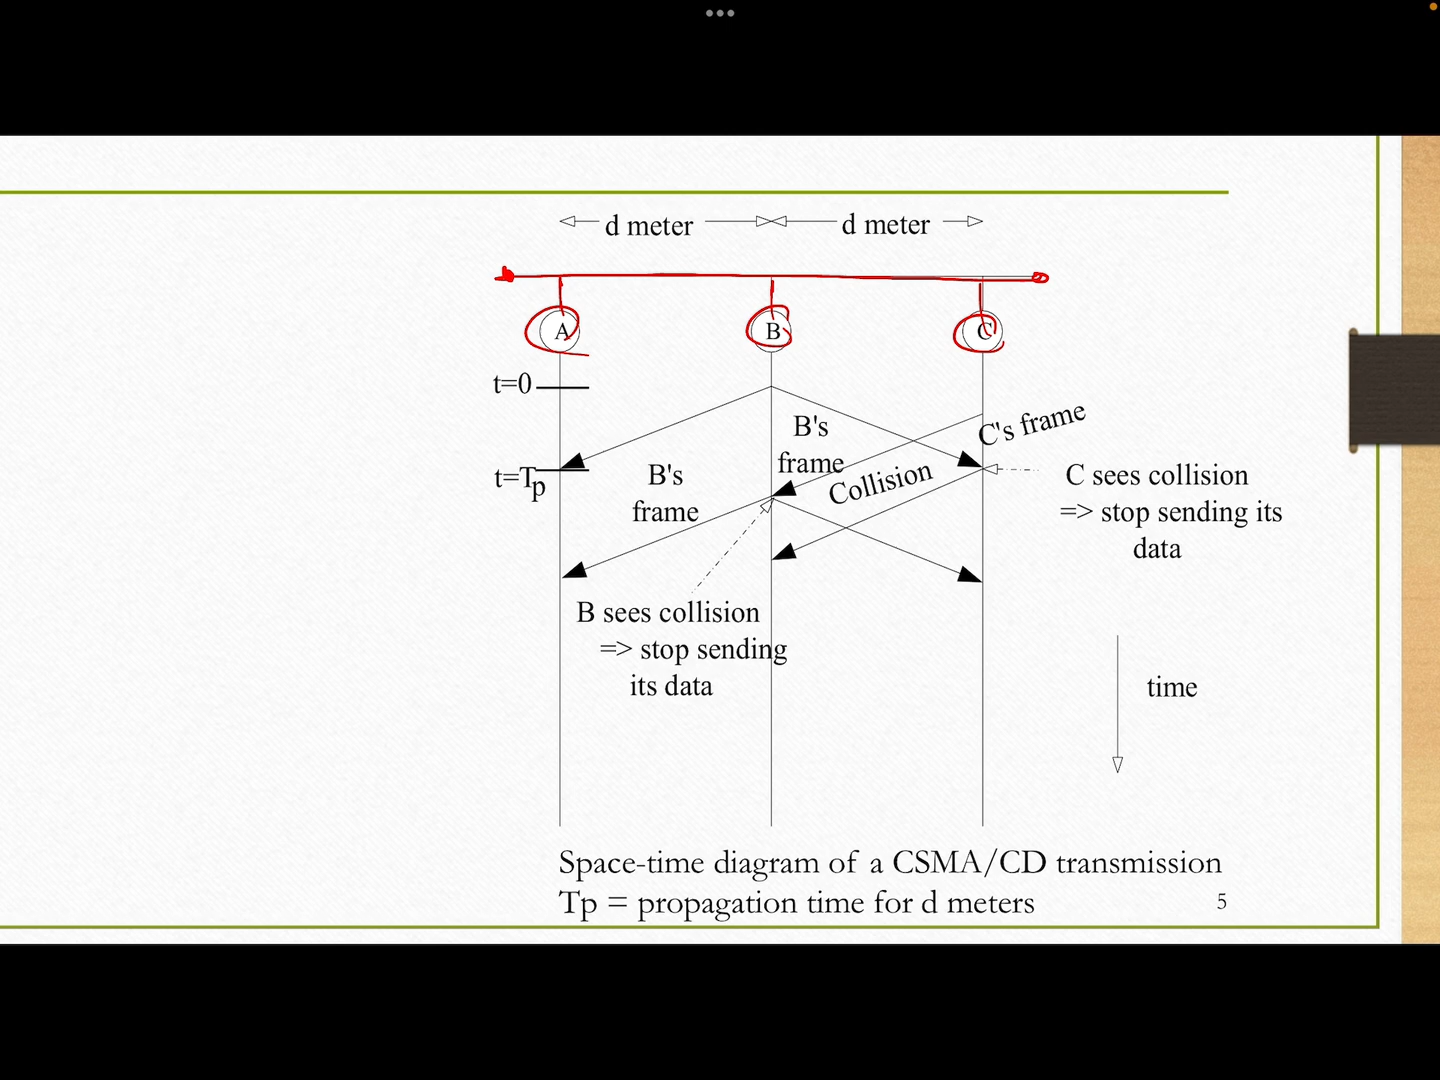 d meter
d meter
A
B
C
t=0
t=Tp
B's
frame
C's frame
B's
frame
Collision
C sees collision
=> stop sending its
data
B sees collision
=> stop sending
its data
time
Space-time diagram of a CSMA/CD transmission
Tp = propagation time for d meters
5